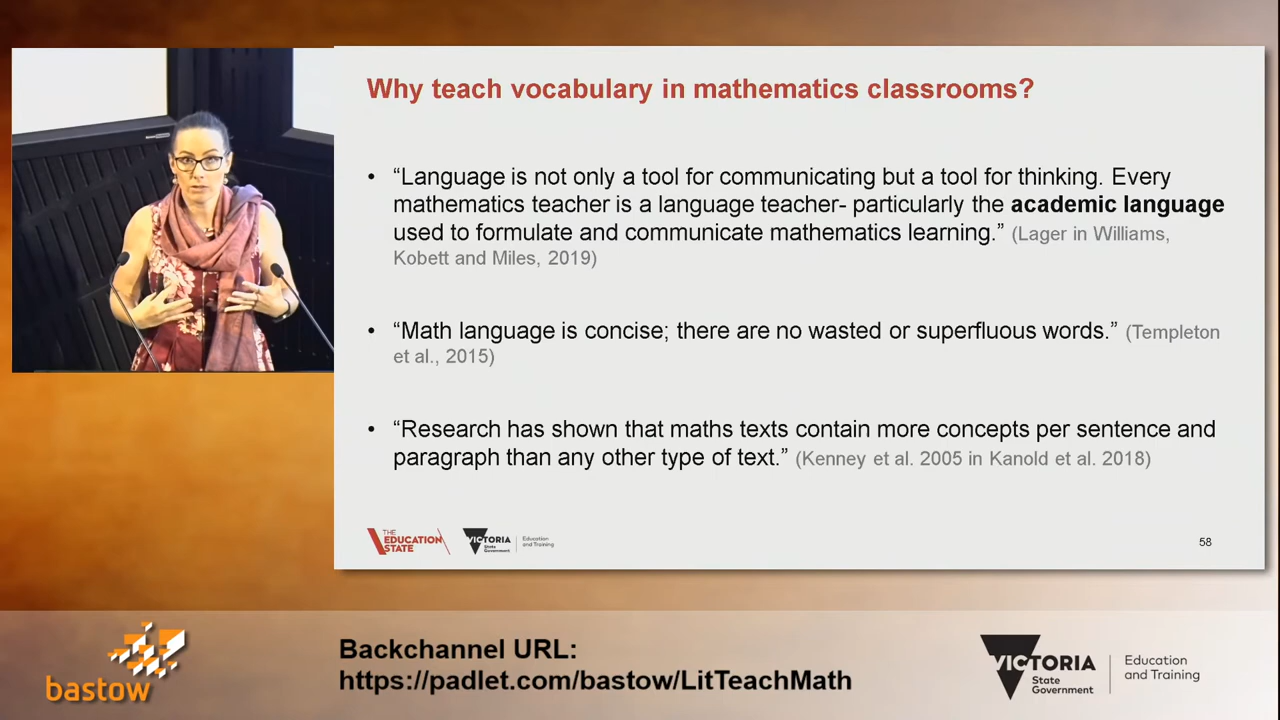 Why teach vocabulary in mathematics classrooms?
• “Language is not only a tool for communicating but a tool for thinking. Every
mathematics teacher is a language teacher- particularly the academic language
used to formulate and communicate mathematics learning.” (Lager in Williams,
Kobett and Miles, 2019)
• “Math language is concise; there are no wasted or superfluous words.” (Templeton
et al., 2015)
• “Research has shown that maths texts contain more concepts per sentence and
paragraph than any other type of text.” (Kenney et al. 2005 in Kanold et al. 2018)
THE
EDUCATION
STATE
VICTORIA
State
Government
Education
and Training
58
bastow
Backchannel URL:
https://padlet.com/bastow/LitTeachMath
VICTORIA
State
Government
Education
and Training